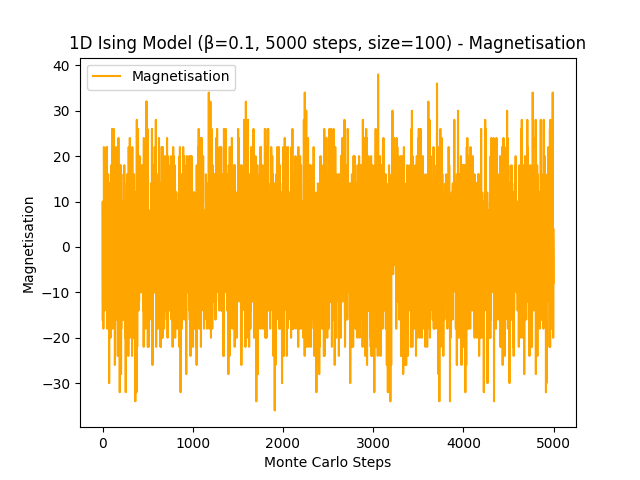 1D Ising Model (β=0.1, 5000 steps, size=100) - Magnetisation
Magnetisation
40
30
20
10
0
−10
−20
−30
Magnetisation
0 1000 2000 3000 4000 5000
Monte Carlo Steps